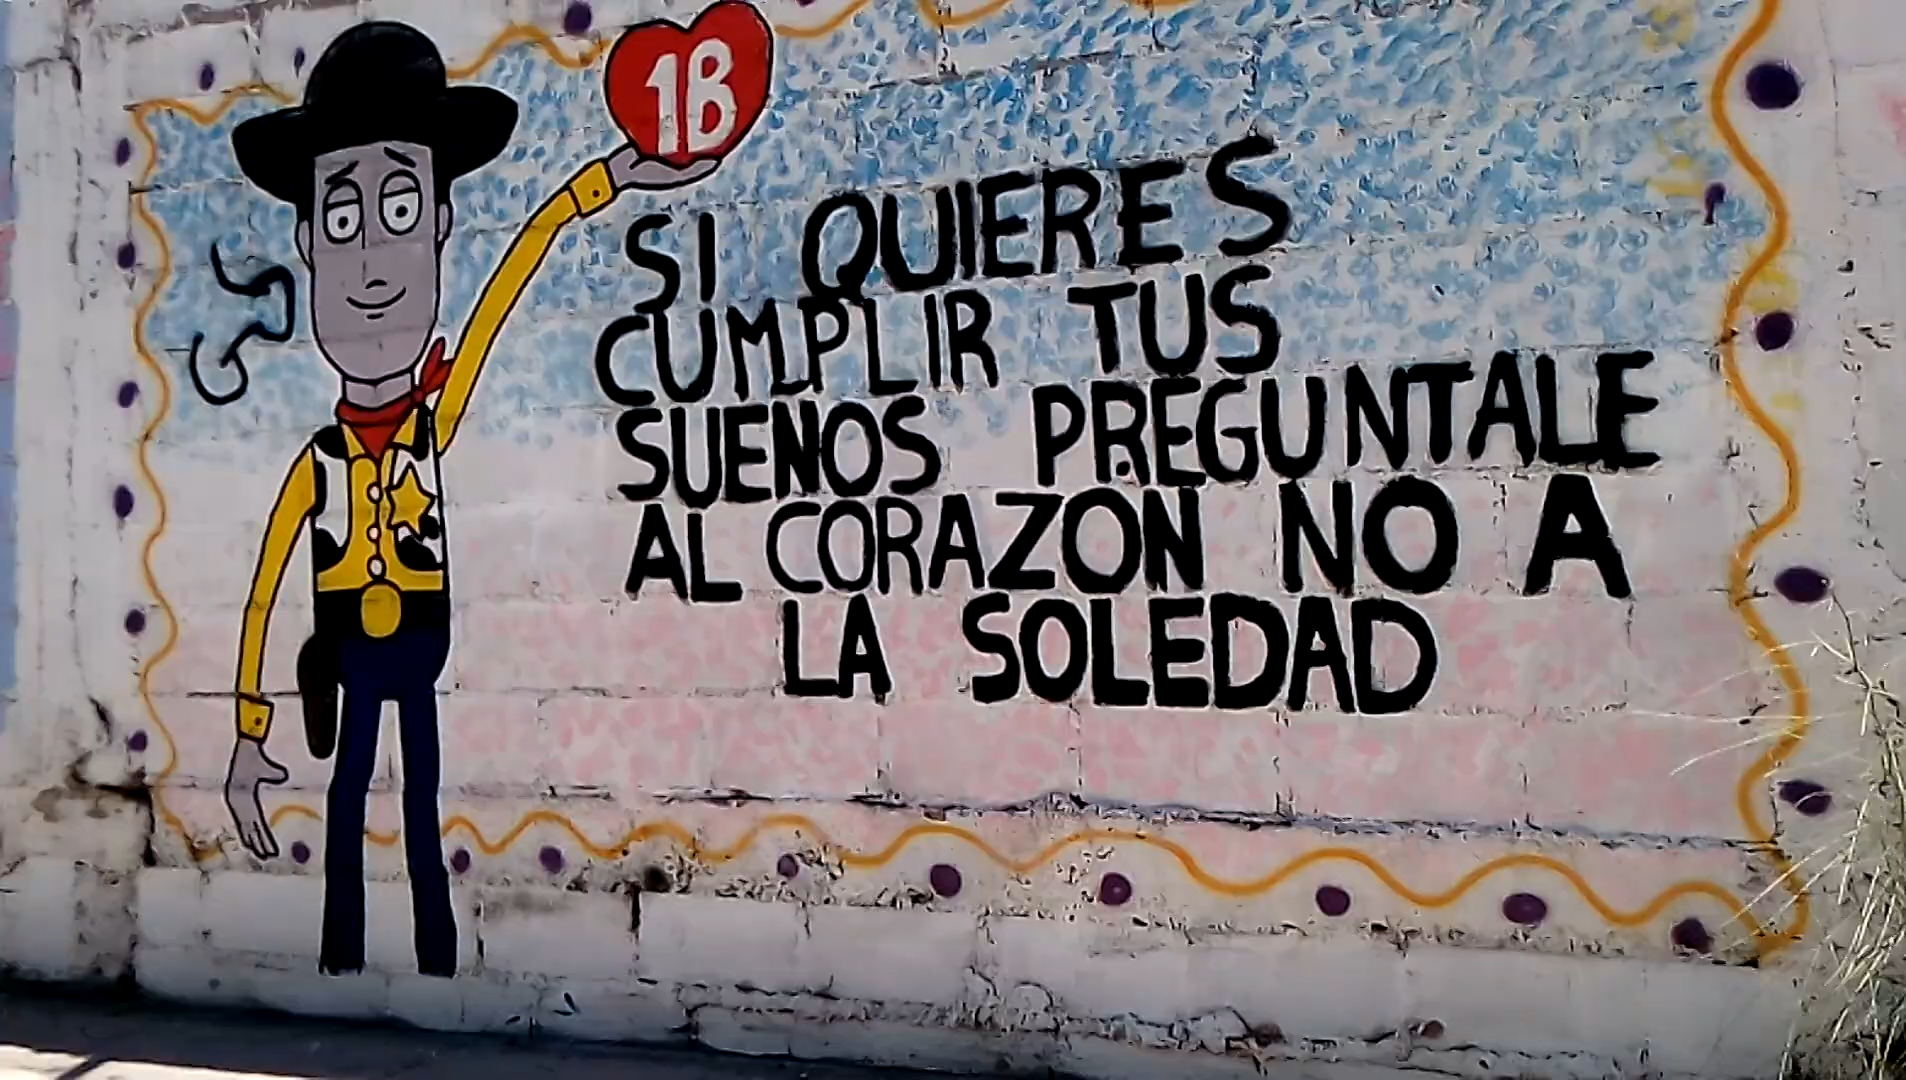 1B
SI QUIERES
CUMPLIR TUS
SUENOS PREGUNTALE
AL CORAZON NO A
LA SOLEDAD